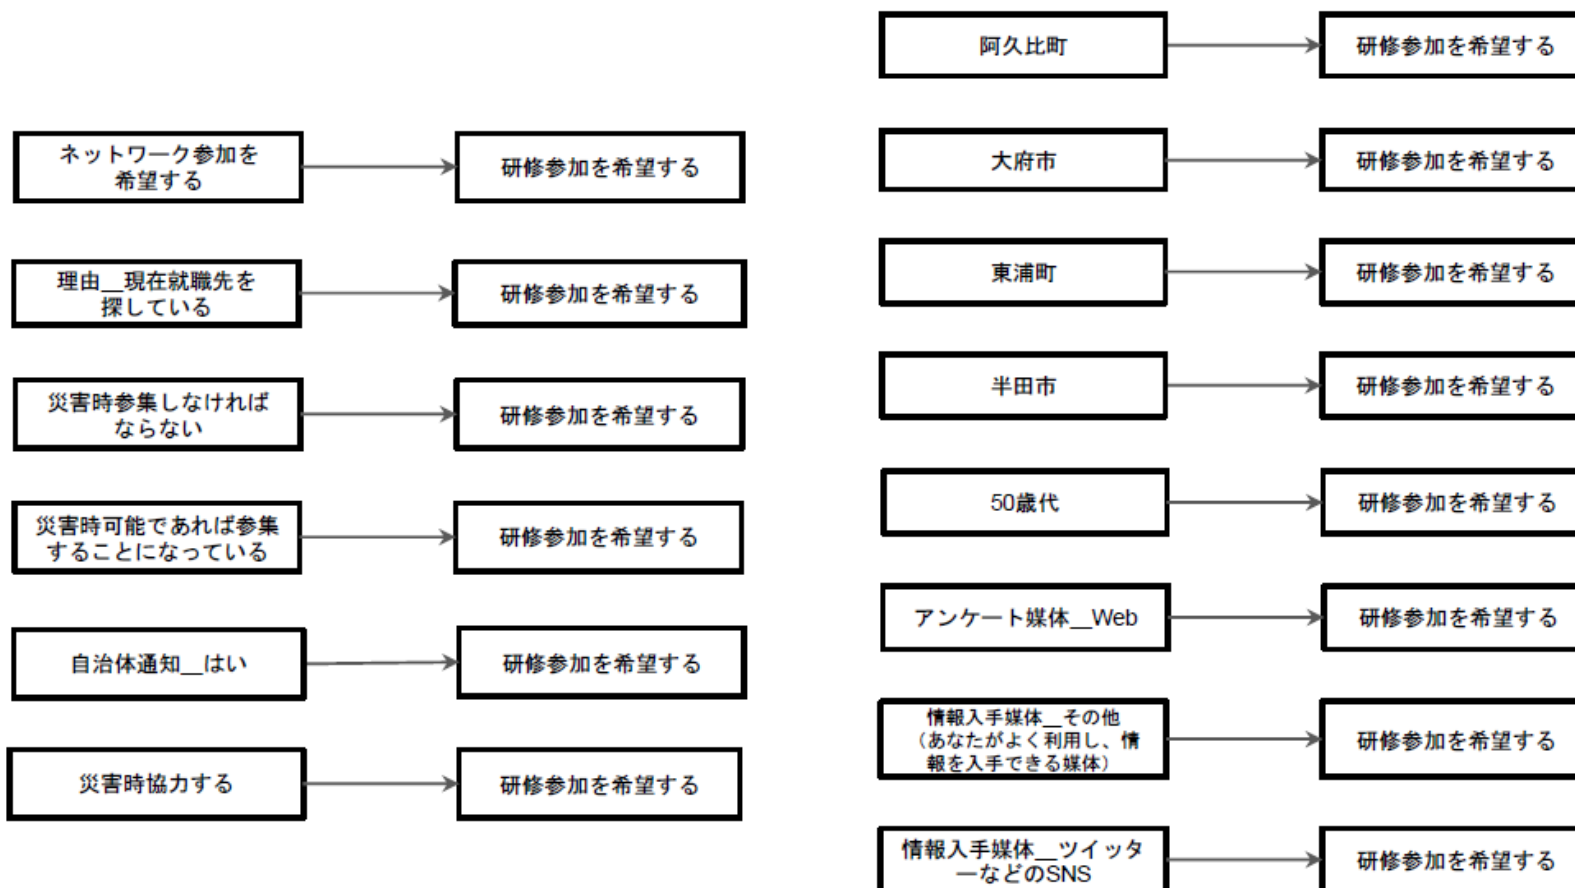 ネットワーク参加を
希望する
研修参加を希望する
理由__現在就職先を
探している
研修参加を希望する
災害時参集しなければ
ならない
研修参加を希望する
災害時可能であれば参集
することになっている
研修参加を希望する
自治体通知__はい
研修参加を希望する
災害時協力する
研修参加を希望する
阿久比町
研修参加を希望する
大府市
研修参加を希望する
東浦町
研修参加を希望する
半田市
研修参加を希望する
50歳代
研修参加を希望する
アンケート媒体__Web
研修参加を希望する
情報入手媒体__その他
（あなたがよく利用し、情
報を入手できる媒体）
研修参加を希望する
情報入手媒体__ツイッタ
ーなどのSNS
研修参加を希望する